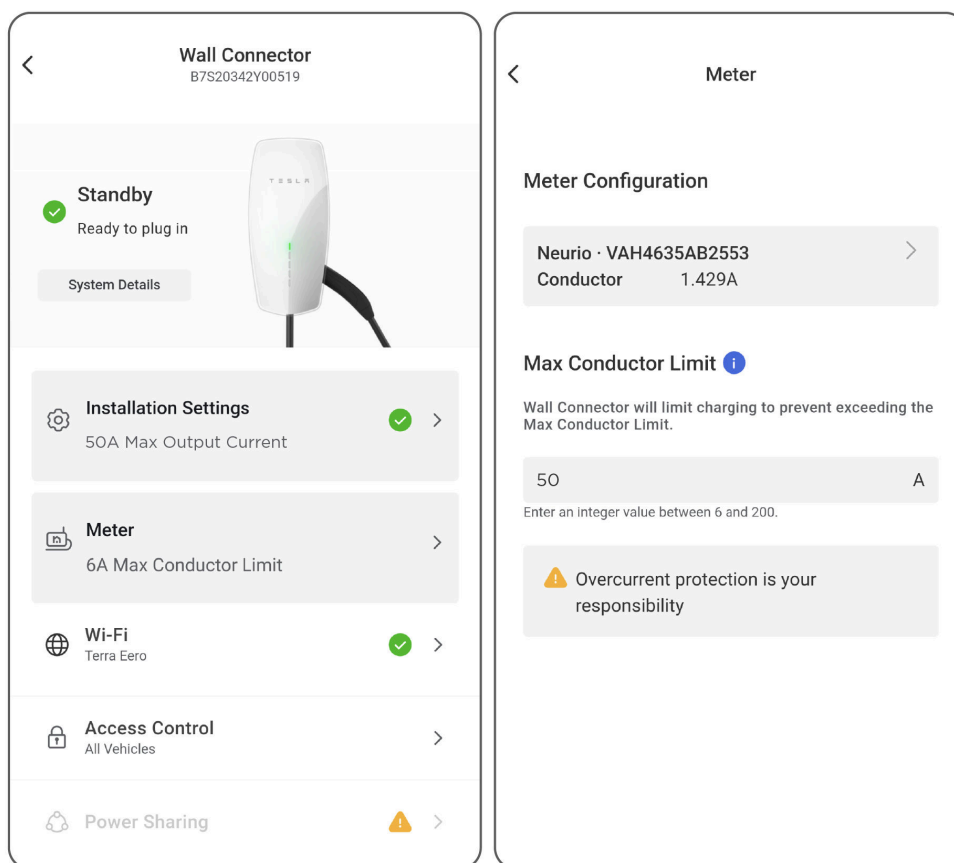 Wall Connector
B7S20342Y00519
TESLA
Standby
Ready to plug in
System Details
Installation Settings
50A Max Output Current
Meter
6A Max Conductor Limit
Wi-Fi
Terra Eero
Access Control
All Vehicles
Power Sharing
Meter
Meter Configuration
Neurio · VAH4635AB2553
Conductor 1.429A
Max Conductor Limit
Wall Connector will limit charging to prevent exceeding the
Max Conductor Limit.
50 A
Enter an integer value between 6 and 200.
Overcurrent protection is your
responsibility